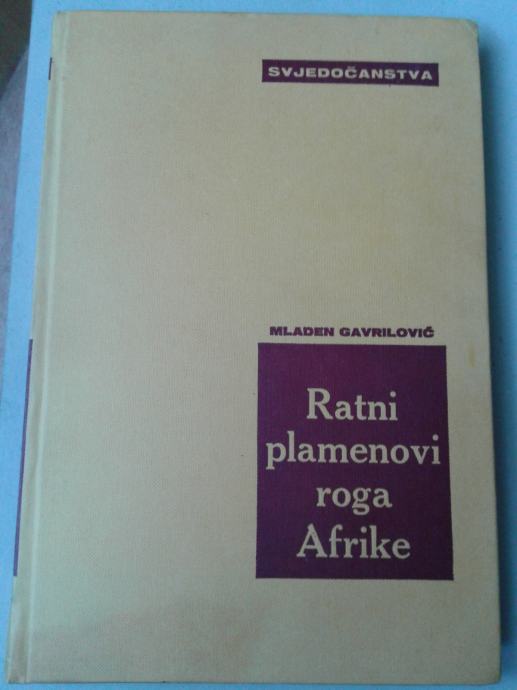 SVJEDOČANSTVA
MLADEN GAVRILOVIĆ
Ratni
plamenovi
roga
Afrike